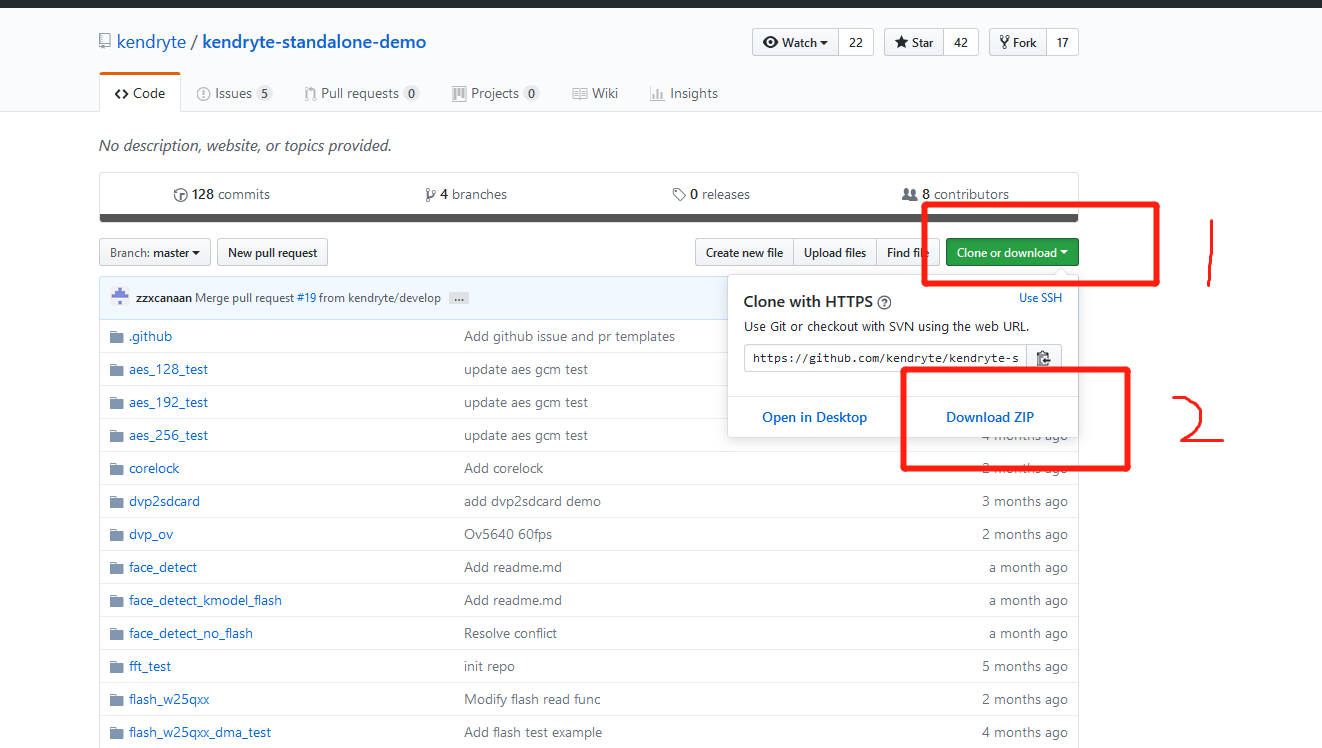 kendryte / kendryte-standalone-demo
Watch 22 Star 42 Fork 17
Code Issues 5 Pull requests 0 Projects 0 Wiki Insights
No description, website, or topics provided.
128 commits 4 branches 0 releases 8 contributors
1
Branch: master New pull request Create new file Upload files Find file Clone or download
zzxcanaan Merge pull request #19 from kendryte/develop ...
Clone with HTTPS ? Use SSH
Use Git or checkout with SVN using the web URL.
https://github.com/kendryte/kendryte-s
Open in Desktop Download ZIP
2
.github Add github issue and pr templates
aes_128_test update aes gcm test
aes_192_test update aes gcm test
aes_256_test update aes gcm test 4 months ago
corelock Add corelock 2 months ago
dvp2sdcard add dvp2sdcard demo 3 months ago
dvp_ov Ov5640 60fps 2 months ago
face_detect Add readme.md a month ago
face_detect_kmodel_flash Add readme.md a month ago
face_detect_no_flash Resolve conflict a month ago
fft_test init repo 5 months ago
flash_w25qxx Modify flash read func 2 months ago
flash_w25qxx_dma_test Add flash test example 4 months ago